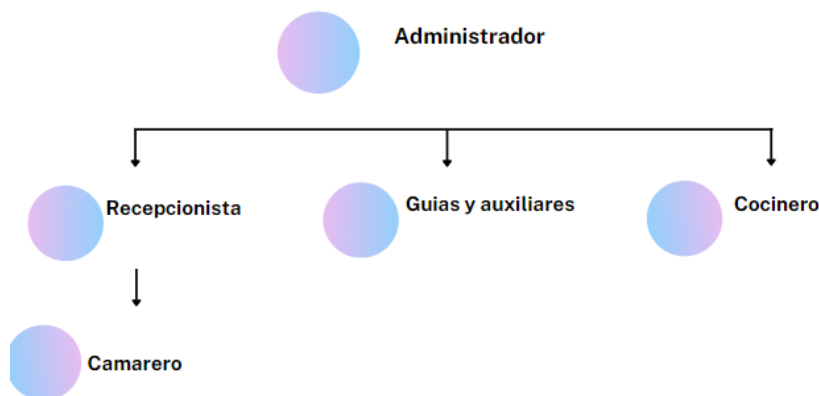 Administrador
Recepcionista
Guias y auxiliares
Cocinero
Camarero